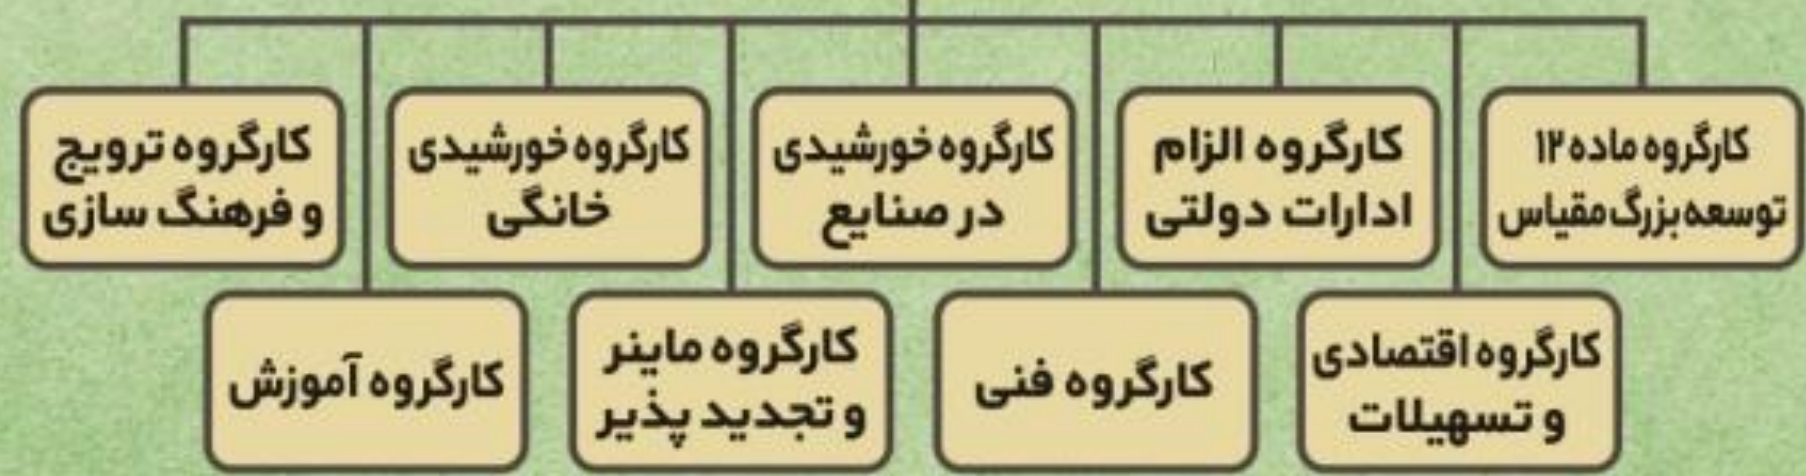 کارگروه ماده ۱۲
توسعه بزرگ مقیاس
کارگروه الزام
ادارات دولتی
کارگروه خورشیدی
در صنایع
کارگروه خورشیدی
خانگی
کارگروه ترویج
و فرهنگ سازی
کارگروه اقتصادی
و تسهیلات
کارگروه فنی
کارگروه ماینر
و تجدید پذیر
کارگروه آموزش